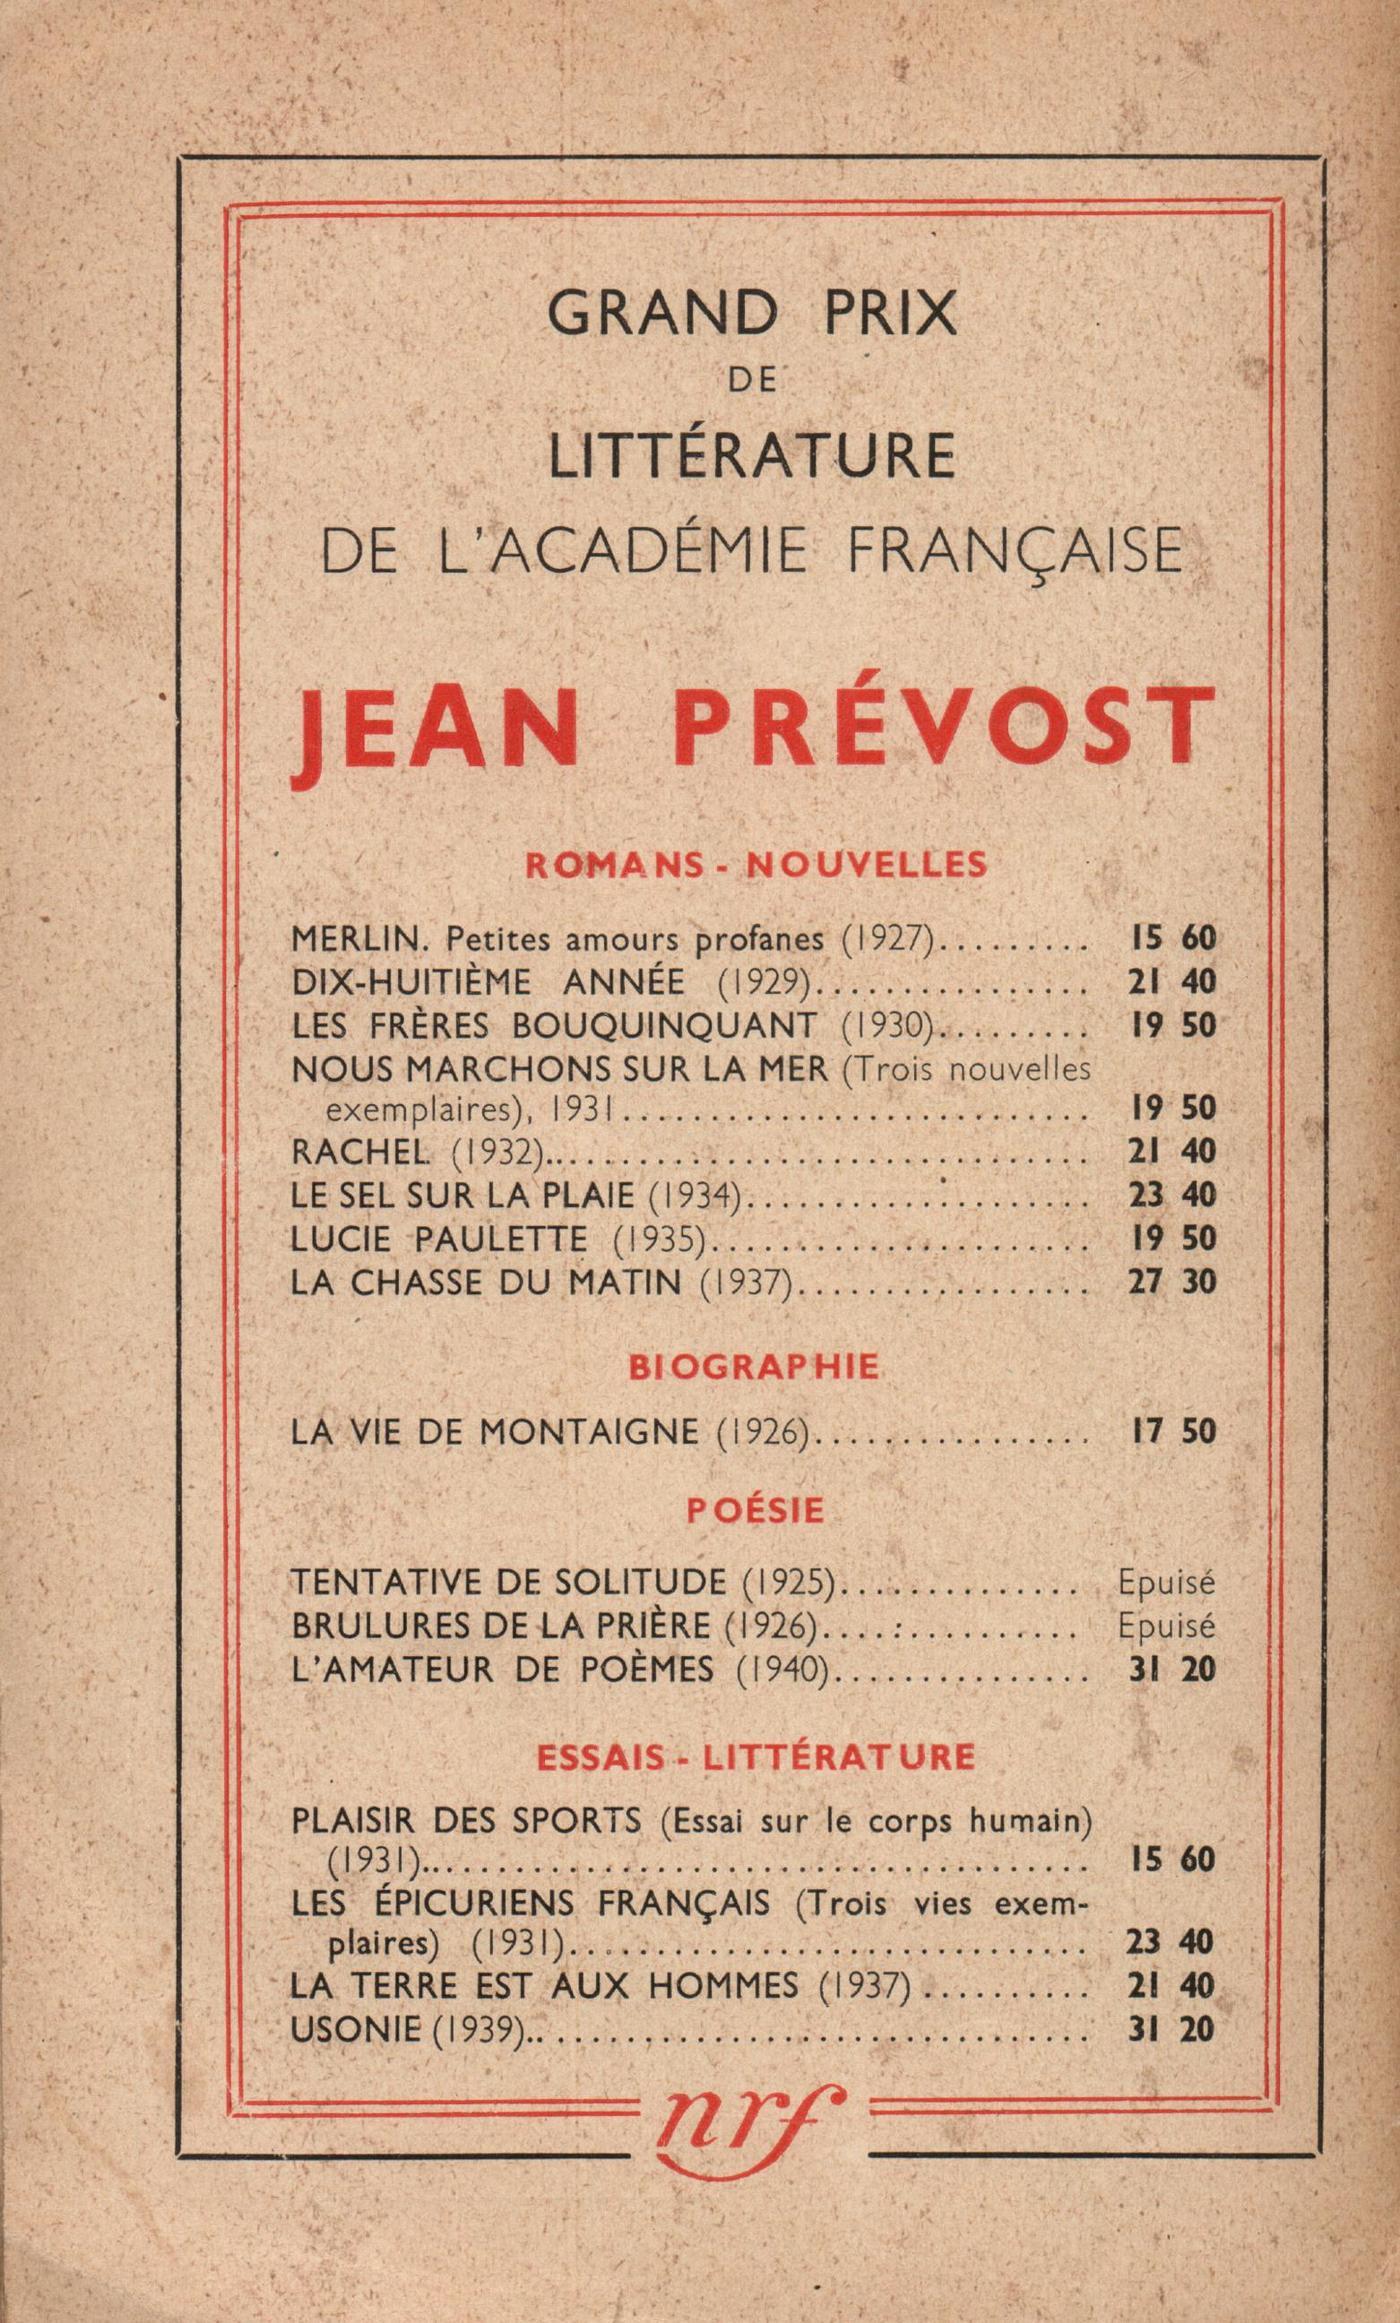 GRAND PRIX
DE
LITTÉRATURE
DE L'ACADÉMIE FRANÇAISE
JEAN PRÉVOST
ROMANS - NOUVELLES
MERLIN. Petites amours profanes (1927)......... 15 60
DIX-HUITIÈME ANNÉE (1929)................ 21 40
LES FRÈRES BOUQUINQUANT (1930)......... 19 50
NOUS MARCHONS SUR LA MER (Trois nouvelles
exemplaires), 1931........................... 19 50
RACHEL (1932)................................ 21 40
LE SEL SUR LA PLAIE (1934).................... 23 40
LUCIE PAULETTE (1935)...................... 19 50
LA CHASSE DU MATIN (1937)................. 27 30
BIOGRAPHIE
LA VIE DE MONTAIGNE (1926)................ 17 50
POÉSIE
TENTATIVE DE SOLITUDE (1925).............. Epuisé
BRULURES DE LA PRIÈRE (1926)............... Epuisé
L'AMATEUR DE POÈMES (1940)............... 31 20
ESSAIS - LITTÉRATURE
PLAISIR DES SPORTS (Essai sur le corps humain)
(1931)....................................... 15 60
LES ÉPICURIENS FRANÇAIS (Trois vies exem-
plaires) (1931).............................. 23 40
LA TERRE EST AUX HOMMES (1937).......... 21 40
USONIE (1939)................................. 31 20
nrf